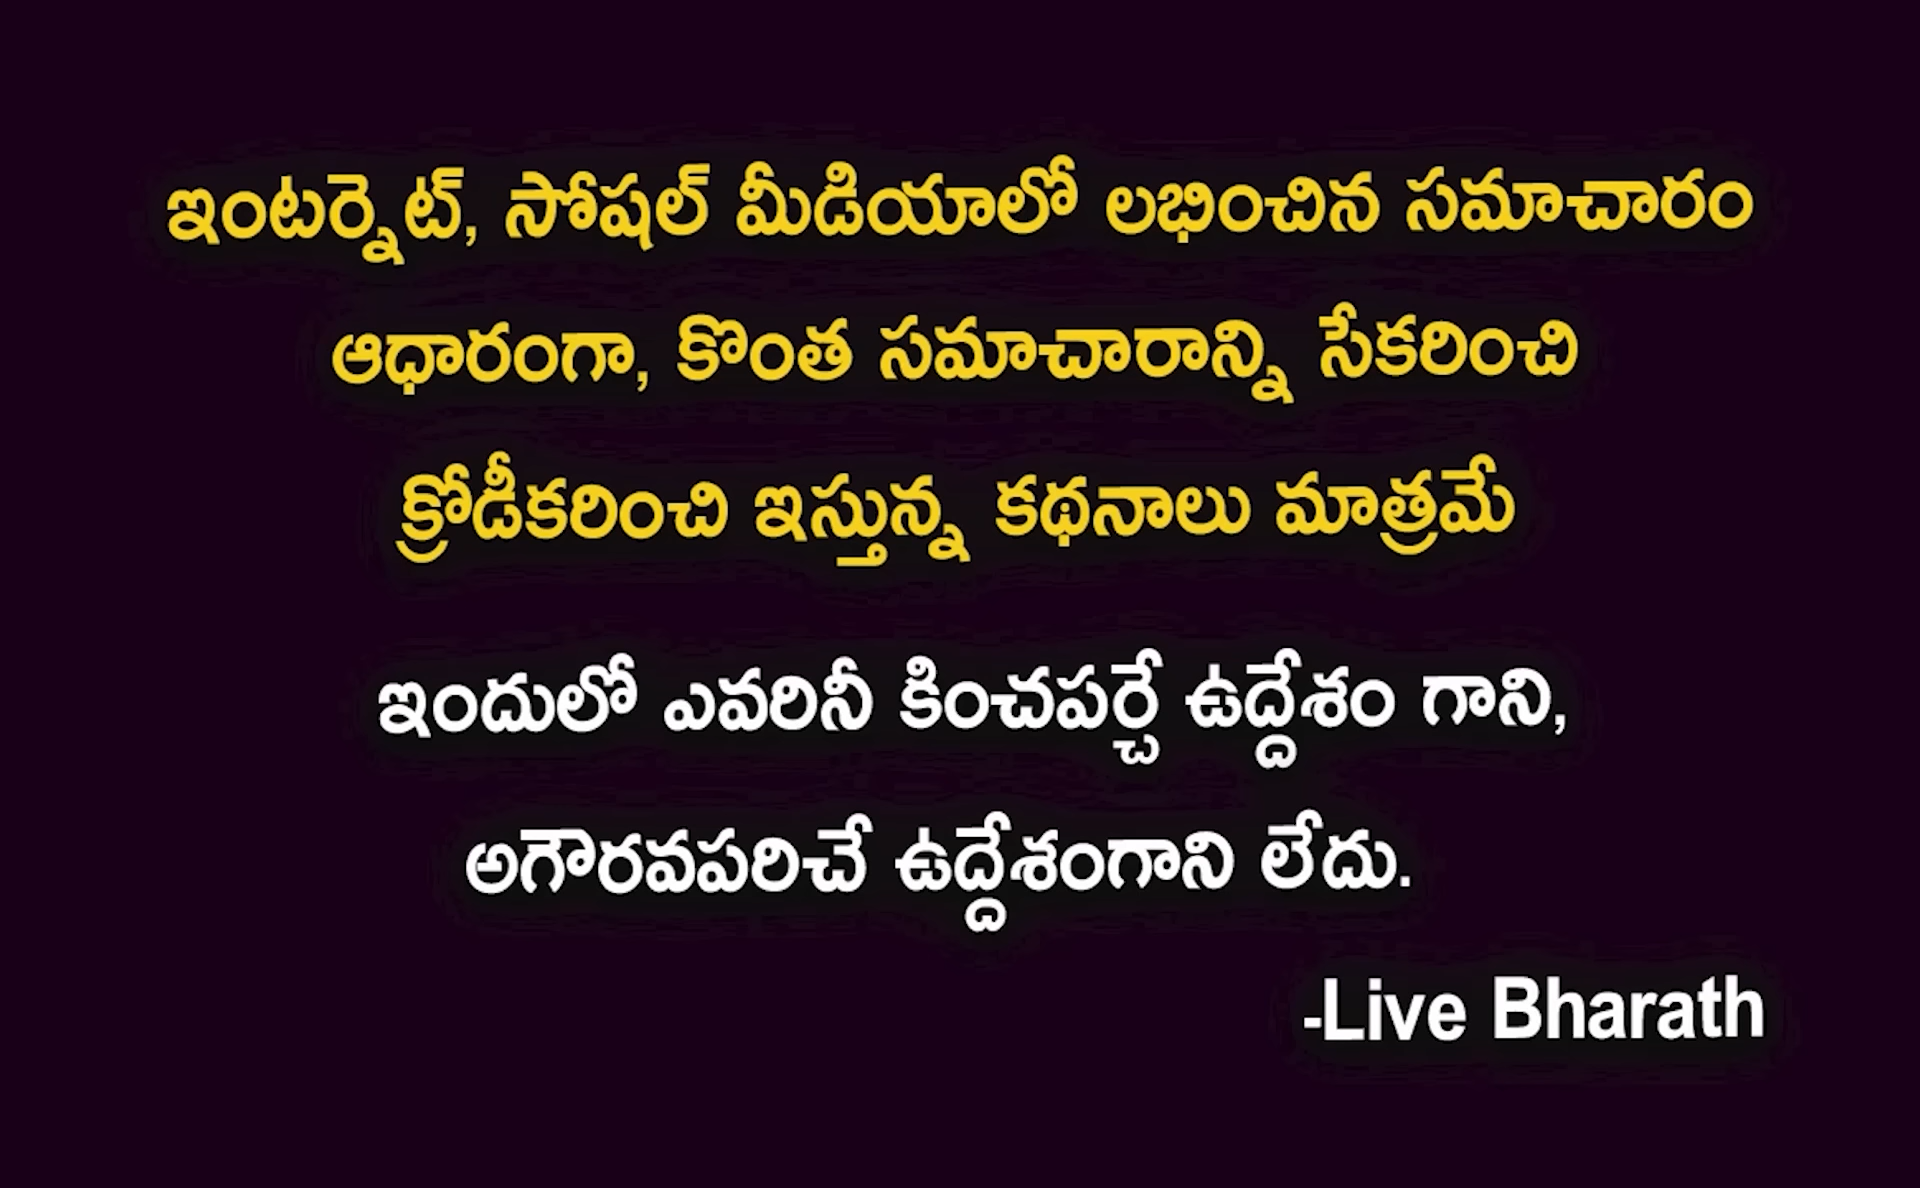 ఇంటర్నెట్, సోషల్ మీడియాలో లభించిన సమాచారం
ఆధారంగా, కొంత సమాచారాన్ని సేకరించి
క్రోడీకరించి ఇస్తున్న కథనాలు మాత్రమే
ఇందులో ఎవరినీ కించపర్చే ఉద్దేశం గాని,
అగౌరవపరిచే ఉద్దేశంగాని లేదు.
-Live Bharath